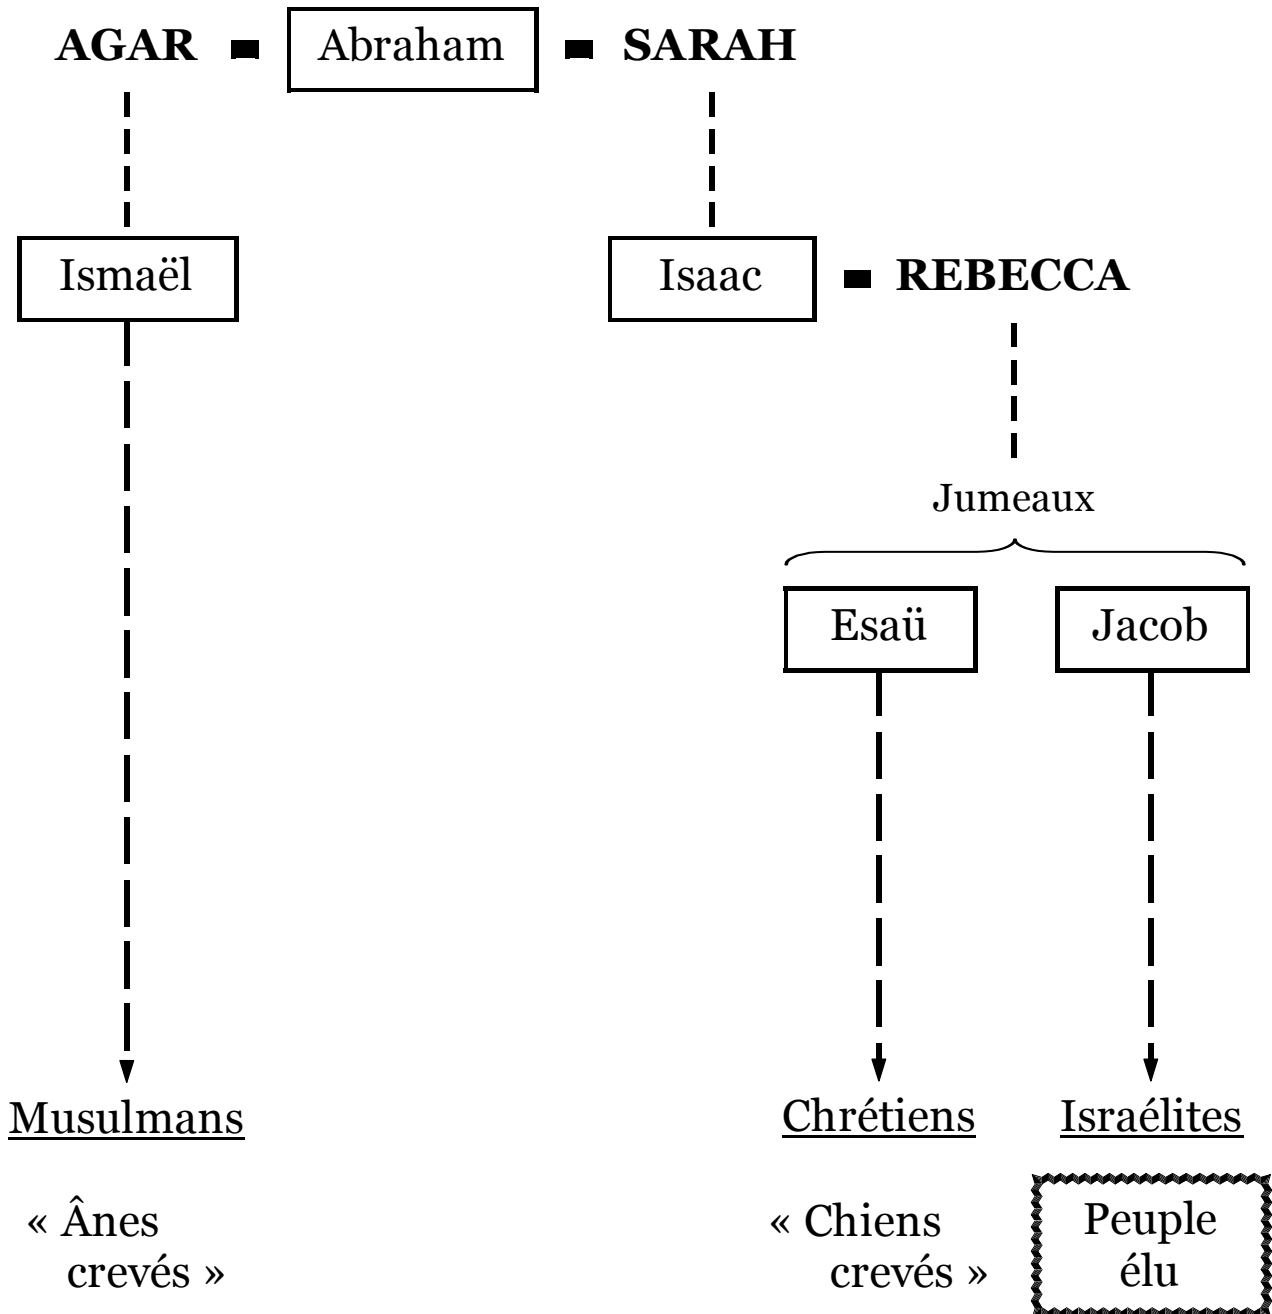 AGAR Abraham SARAH
Ismaël Isaac REBECCA
Jumeaux
Esaü Jacob
Musulmans Chrétiens Israélites
« Ânes « Chiens Peuple
crevés » crevés » élu